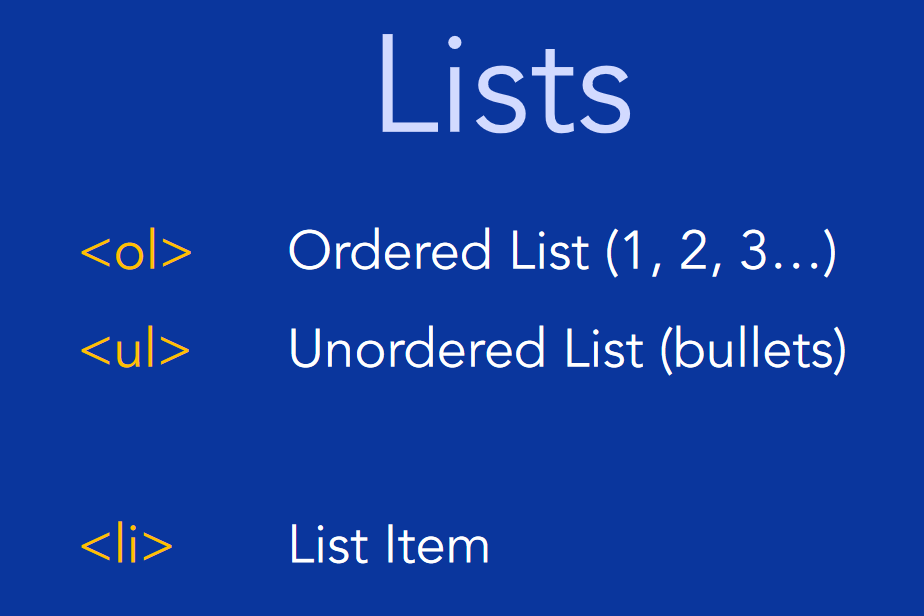 Lists
<ol> Ordered List (1, 2, 3…)
<ul> Unordered List (bullets)
<li> List Item